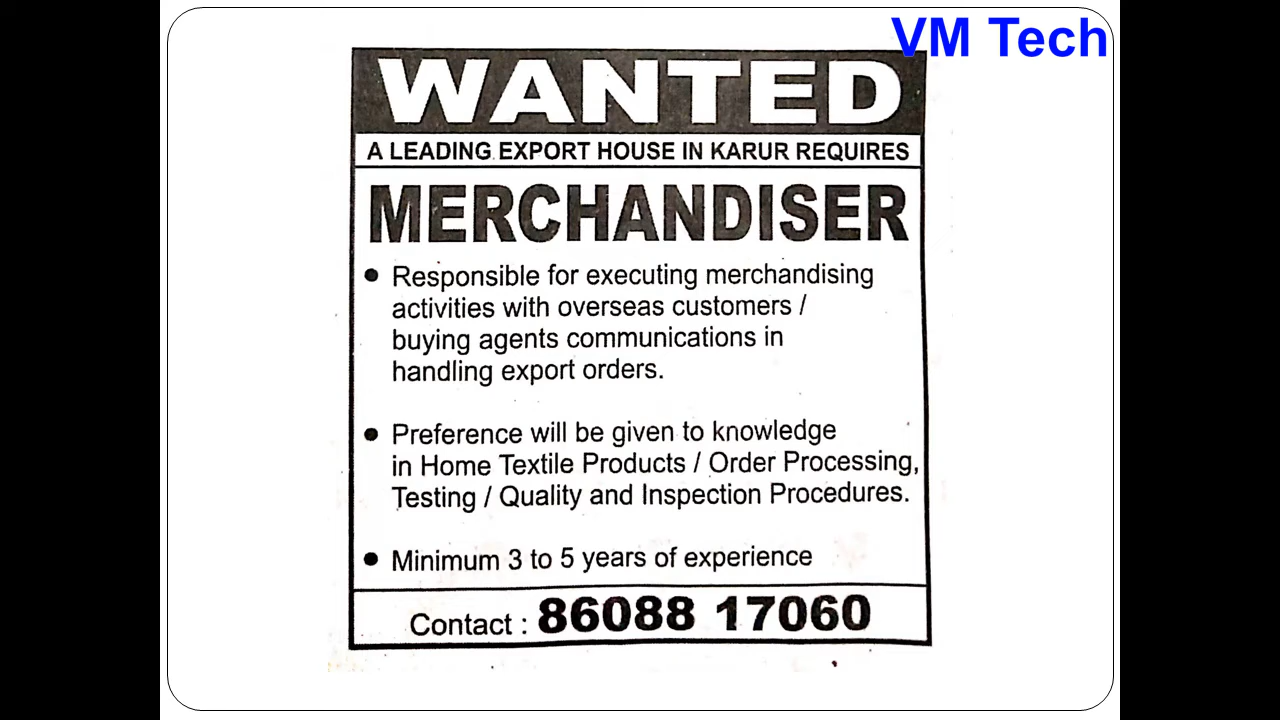 VM Tech
WANTED
A LEADING EXPORT HOUSE IN KARUR REQUIRES
MERCHANDISER
• Responsible for executing merchandising
activities with overseas customers /
buying agents communications in
handling export orders.
• Preference will be given to knowledge
in Home Textile Products / Order Processing,
Testing / Quality and Inspection Procedures.
• Minimum 3 to 5 years of experience
Contact : 86088 17060